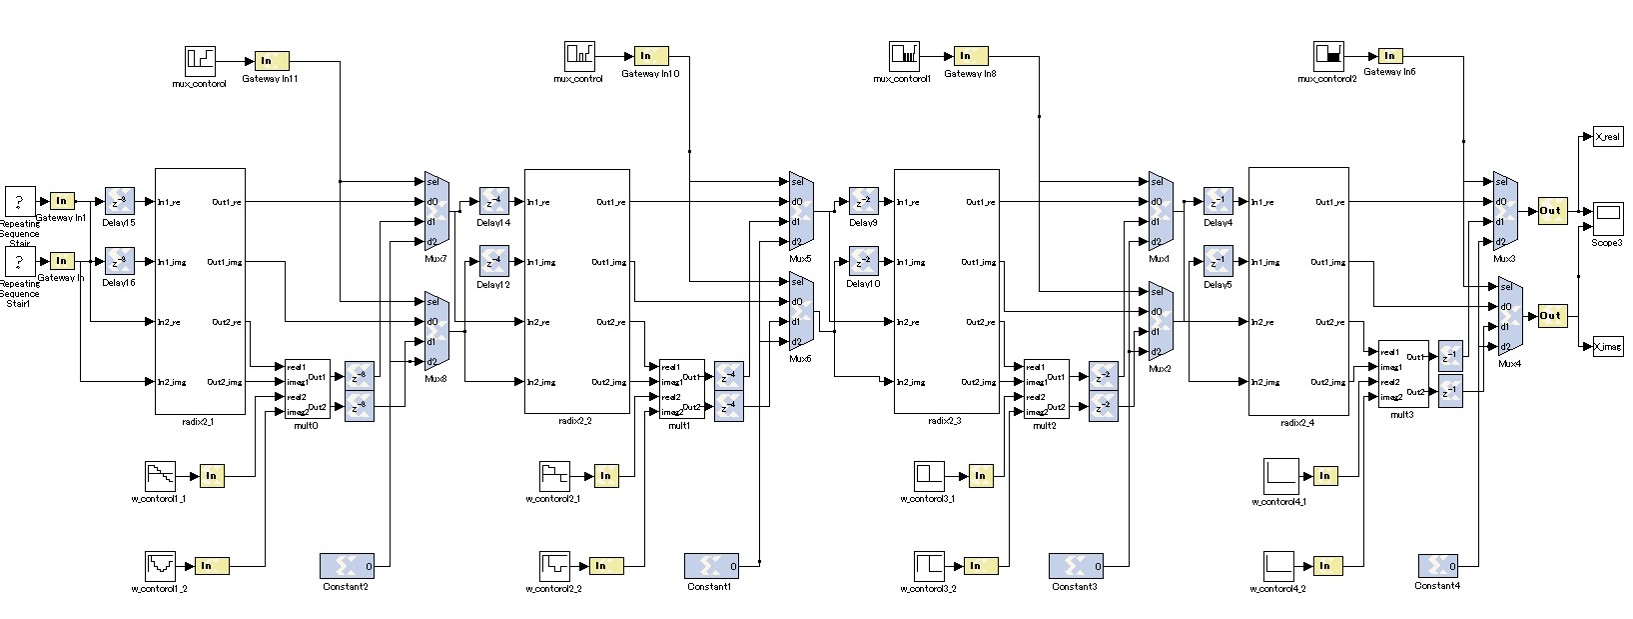 mux_contorol
In
Gateway In11
mux_control
In
Gateway In10
mux_contorol1
In
Gateway In8
mux_contorol2
In
Gateway In6
X_real
?
Repeating
Sequence
Stair
In
Gateway In1
z⁻⁸
Delay15
?
Repeating
Sequence
Stair1
In
Gateway In
z⁻⁸
Delay16
In1_re
In1_img
In2_re
In2_img
Out1_re
Out1_img
Out2_re
Out2_img
radix2_1
real1
imag1
real2
imag2
Out1
Out2
mult0
z⁻⁸
z⁻⁸
sel
d0
d1
d2
Mux7
sel
d0
d1
d2
Mux8
z⁻⁴
Delay14
z⁻⁴
Delay12
In1_re
In1_img
In2_re
In2_img
Out1_re
Out1_img
Out2_re
Out2_img
radix2_2
real1
imag1
real2
imag2
Out1
Out2
mult1
z⁻⁴
z⁻⁴
sel
d0
d1
d2
Mux5
sel
d0
d1
d2
Mux6
z⁻²
Delay9
z⁻²
Delay10
In1_re
In1_img
In2_re
In2_img
Out1_re
Out1_img
Out2_re
Out2_img
radix2_3
real1
imag1
real2
imag2
Out1
Out2
mult2
z⁻²
z⁻²
sel
d0
d1
d2
Mux1
sel
d0
d1
d2
Mux2
z⁻¹
Delay4
z⁻¹
Delay5
In1_re
In1_img
In2_re
In2_img
Out1_re
Out1_img
Out2_re
Out2_img
radix2_4
real1
imag1
real2
imag2
Out1
Out2
mult3
z⁻¹
z⁻¹
sel
d0
d1
d2
Mux3
sel
d0
d1
d2
Mux4
Out
Out
Scope3
X_imag
In
w_contorol1_1
In
w_contorol2_1
In
w_contorol3_1
In
w_contorol4_1
In
w_contorol1_2
0
Constant2
In
w_contorol2_2
0
Constant1
In
w_contorol3_2
0
Constant3
In
w_contorol4_2
0
Constant4